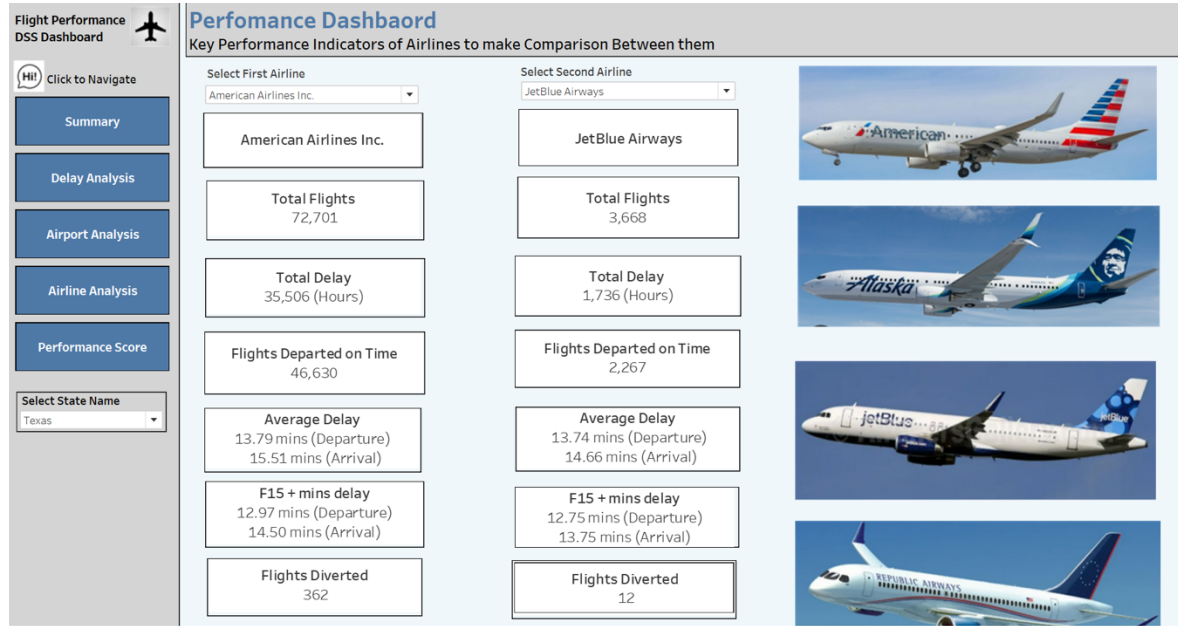 Flight Performance
DSS Dashboard
Hi!
Click to Navigate
Summary
Delay Analysis
Airport Analysis
Airline Analysis
Performance Score
Select State Name
Texas
Perfomance Dashbaord
Key Performance Indicators of Airlines to make Comparison Between them
Select First Airline
American Airlines Inc.
American Airlines Inc.
Total Flights
72,701
Total Delay
35,506 (Hours)
Flights Departed on Time
46,630
Average Delay
13.79 mins (Departure)
15.51 mins (Arrival)
F15 + mins delay
12.97 mins (Departure)
14.50 mins (Arrival)
Flights Diverted
362
Select Second Airline
JetBlue Airways
JetBlue Airways
Total Flights
3,668
Total Delay
1,736 (Hours)
Flights Departed on Time
2,267
Average Delay
13.74 mins (Departure)
14.66 mins (Arrival)
F15 + mins delay
12.75 mins (Departure)
13.75 mins (Arrival)
Flights Diverted
12
American
Alaska
jetBlue
jetBlue
REPUBLIC AIRWAYS